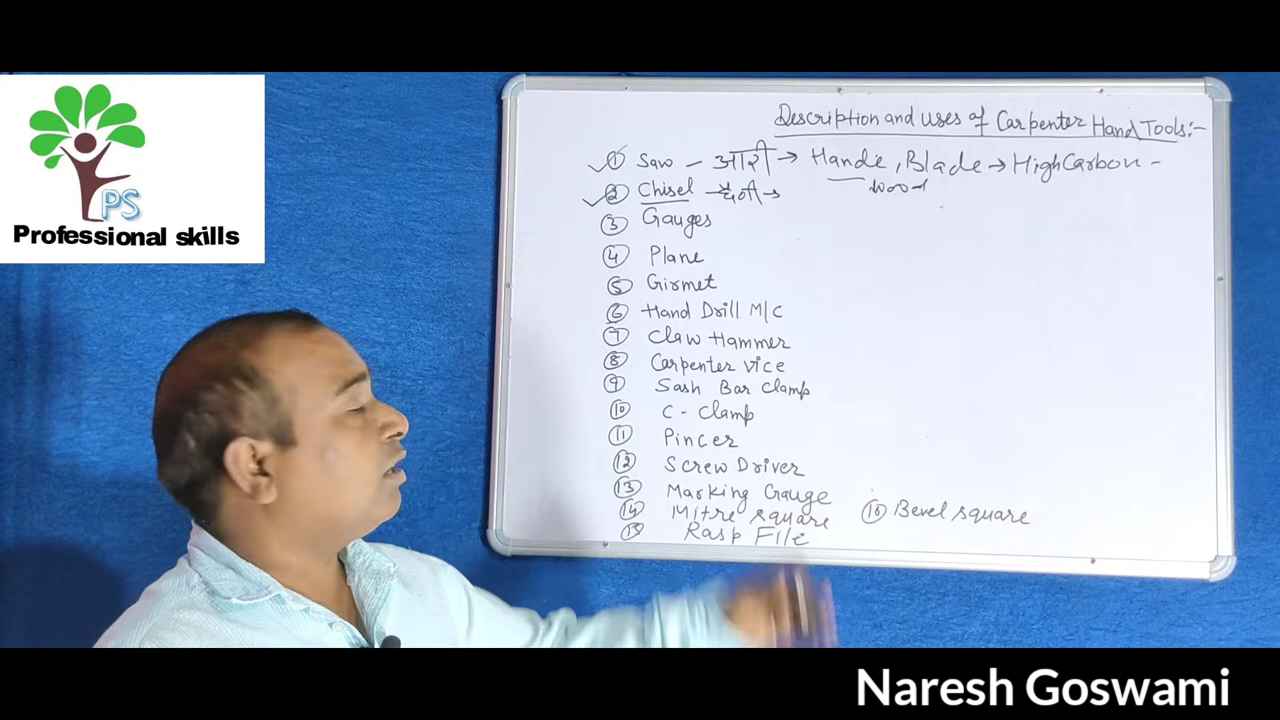 Description and uses of Carpenter Hand Tools:-
① Saw - आरी → Hande, Blade → High Carbon -
wood
② Chisel → छैनी →
③ Gauges
④ Plane
⑤ Girmet
⑥ Hand Drill M/C
⑦ Claw Hammer
⑧ Carpenter vice
⑨ Sash Bar Clamp
⑩ C - Clamp
⑪ Pincer
⑫ Screw Driver
⑬ Marking Gauge
⑭ Mitre square
⑯ Bevel square
⑮ Rasp File
PS
Professional skills
Naresh Goswami